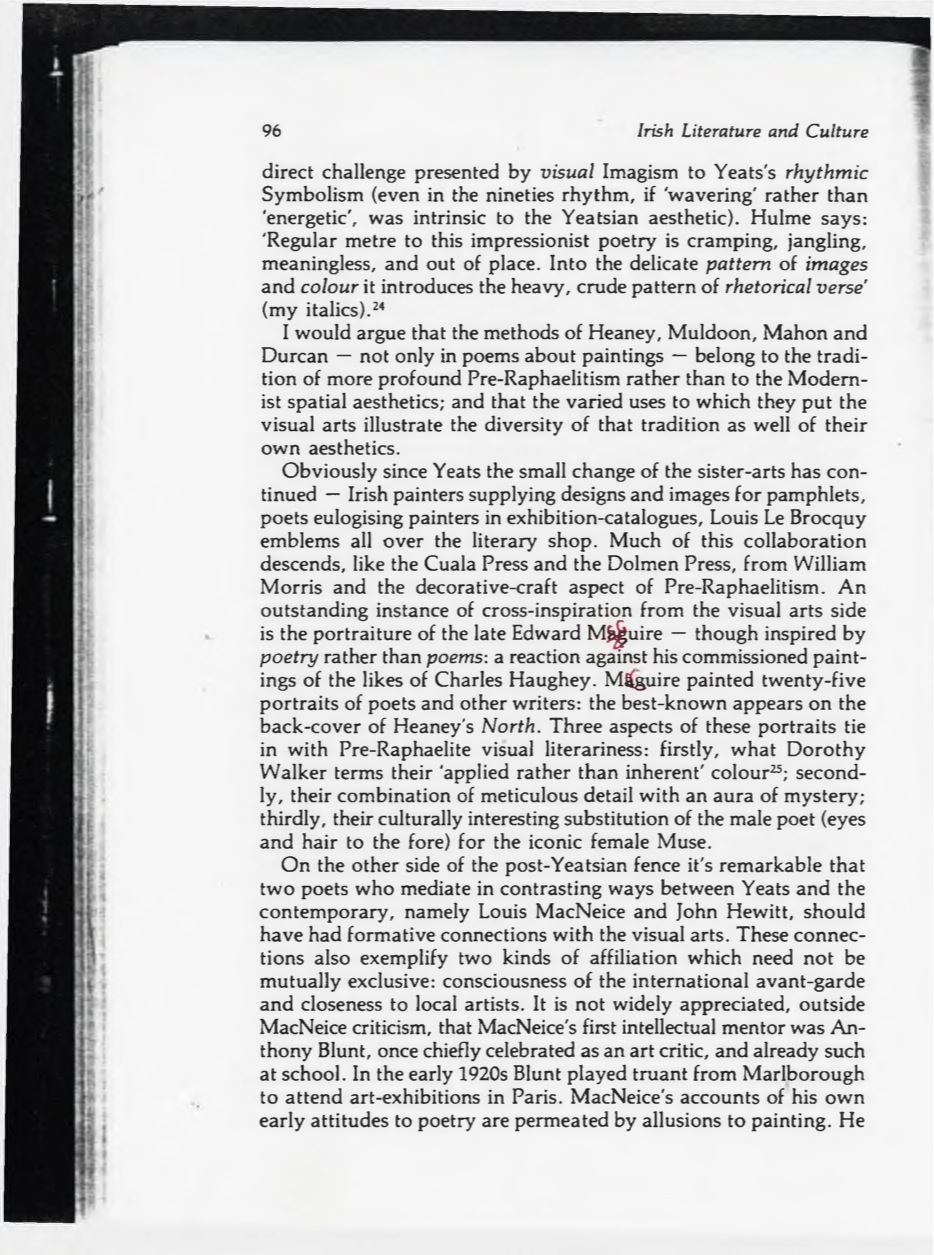 96 Irish Literature and Culture
direct challenge presented by visual Imagism to Yeats's rhythmic
Symbolism (even in the nineties rhythm, if 'wavering' rather than
'energetic', was intrinsic to the Yeatsian aesthetic). Hulme says:
'Regular metre to this impressionist poetry is cramping, jangling,
meaningless, and out of place. Into the delicate pattern of images
and colour it introduces the heavy, crude pattern of rhetorical verse'
(my italics).²⁴
I would argue that the methods of Heaney, Muldoon, Mahon and
Durcan — not only in poems about paintings — belong to the tradi-
tion of more profound Pre-Raphaelitism rather than to the Modern-
ist spatial aesthetics; and that the varied uses to which they put the
visual arts illustrate the diversity of that tradition as well of their
own aesthetics.
Obviously since Yeats the small change of the sister-arts has con-
tinued — Irish painters supplying designs and images for pamphlets,
poets eulogising painters in exhibition-catalogues, Louis Le Brocquy
emblems all over the literary shop. Much of this collaboration
descends, like the Cuala Press and the Dolmen Press, from William
Morris and the decorative-craft aspect of Pre-Raphaelitism. An
outstanding instance of cross-inspiration from the visual arts side
is the portraiture of the late Edward Maguire — though inspired by
poetry rather than poems: a reaction against his commissioned paint-
ings of the likes of Charles Haughey. Maguire painted twenty-five
portraits of poets and other writers: the best-known appears on the
back-cover of Heaney's North. Three aspects of these portraits tie
in with Pre-Raphaelite visual literariness: firstly, what Dorothy
Walker terms their 'applied rather than inherent' colour²⁵; second-
ly, their combination of meticulous detail with an aura of mystery;
thirdly, their culturally interesting substitution of the male poet (eyes
and hair to the fore) for the iconic female Muse.
On the other side of the post-Yeatsian fence it's remarkable that
two poets who mediate in contrasting ways between Yeats and the
contemporary, namely Louis MacNeice and John Hewitt, should
have had formative connections with the visual arts. These connec-
tions also exemplify two kinds of affiliation which need not be
mutually exclusive: consciousness of the international avant-garde
and closeness to local artists. It is not widely appreciated, outside
MacNeice criticism, that MacNeice's first intellectual mentor was An-
thony Blunt, once chiefly celebrated as an art critic, and already such
at school. In the early 1920s Blunt played truant from Marlborough
to attend art-exhibitions in Paris. MacNeice's accounts of his own
early attitudes to poetry are permeated by allusions to painting. He